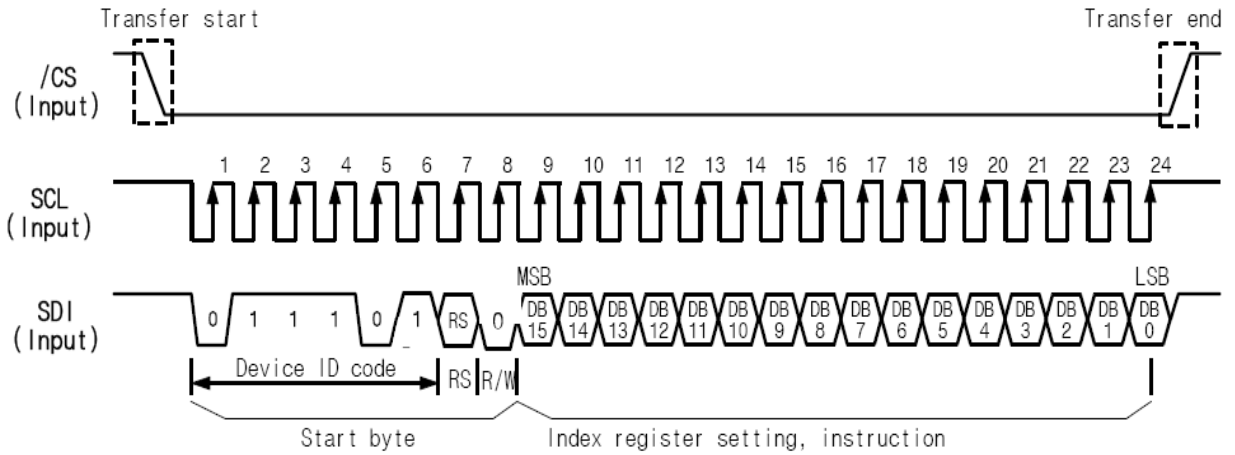 Transfer start
Transfer end
/CS
(Input)
1 2 3 4 5 6 7 8 9 10 11 12 13 14 15 16 17 18 19 20 21 22 23 24
SCL
(Input)
MSB
LSB
SDI
(Input)
0 1 1 1 0 1 RS 0 DB 15 DB 14 DB 13 DB 12 DB 11 DB 10 DB 9 DB 8 DB 7 DB 6 DB 5 DB 4 DB 3 DB 2 DB 1 DB 0
Device ID code
RS
R/W
Start byte
Index register setting, instruction